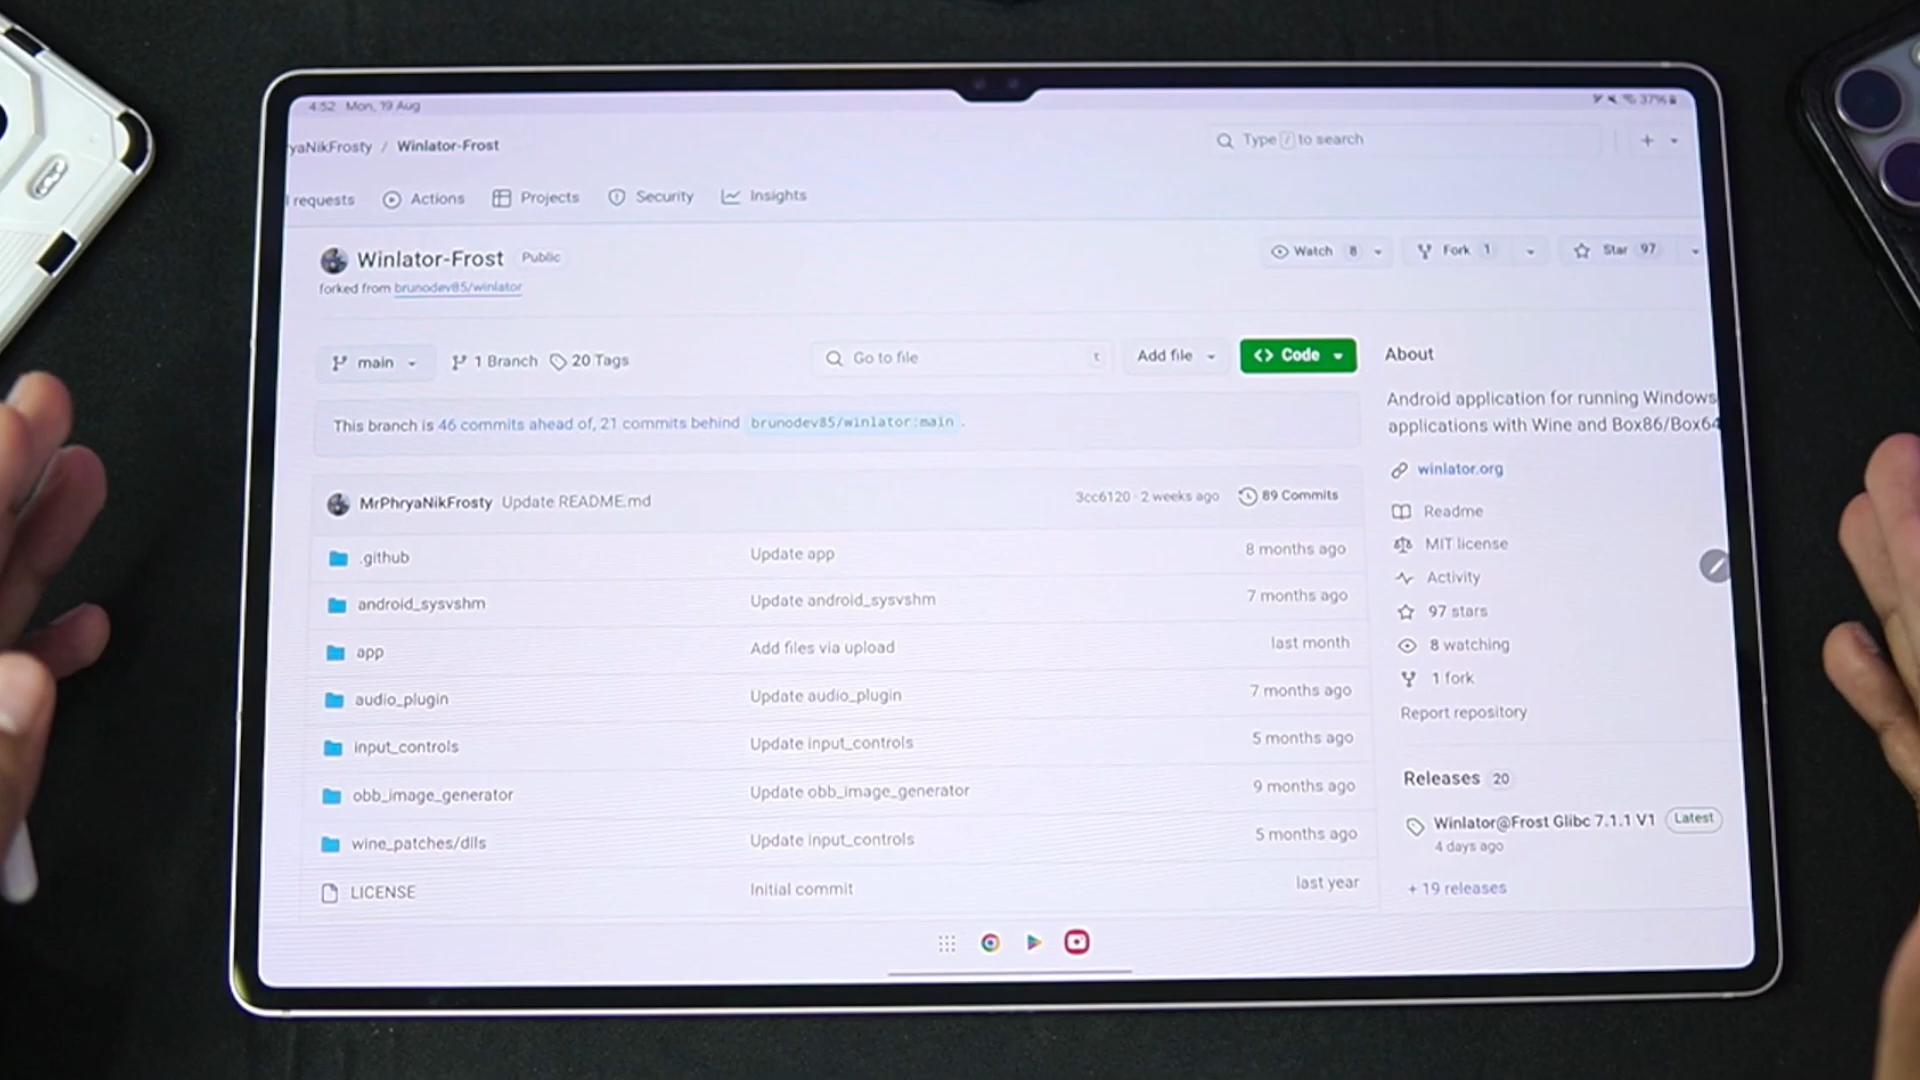 4:52 Mon, 19 Aug
37%
yaNikFrosty / Winlator-Frost
Type / to search
requests
Actions
Projects
Security
Insights
Winlator-Frost Public
Watch 8
Fork 1
Star 97
forked from brunodev85/winlator
main
1 Branch
20 Tags
Go to file
t
Add file
Code
About
Android application for running Windows
applications with Wine and Box86/Box64
This branch is 46 commits ahead of, 21 commits behind brunodev85/winlator:main .
winlator.org
MrPhryaNikFrosty Update README.md
3cc6120 · 2 weeks ago
89 Commits
Readme
.github Update app 8 months ago
MIT license
android_sysvshm Update android_sysvshm 7 months ago
Activity
97 stars
app Add files via upload last month
8 watching
1 fork
audio_plugin Update audio_plugin 7 months ago
Report repository
input_controls Update input_controls 5 months ago
Releases 20
obb_image_generator Update obb_image_generator 9 months ago
Winlator@Frost Glibc 7.1.1 V1 Latest
4 days ago
wine_patches/dlls Update input_controls 5 months ago
+ 19 releases
LICENSE Initial commit last year